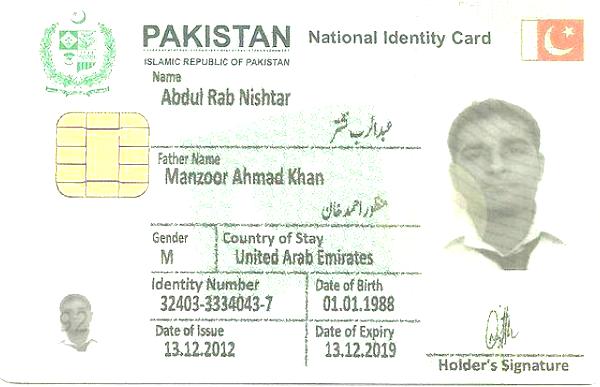 PAKISTAN National Identity Card
ISLAMIC REPUBLIC OF PAKISTAN
Name
Abdul Rab Nishtar
عبدالرب نشتر
Father Name
Manzoor Ahmad Khan
منظور احمد خان
Gender Country of Stay
M United Arab Emirates
Identity Number Date of Birth
32403-3334043-7 01.01.1988
Date of Issue Date of Expiry
13.12.2012 13.12.2019
Holder's Signature